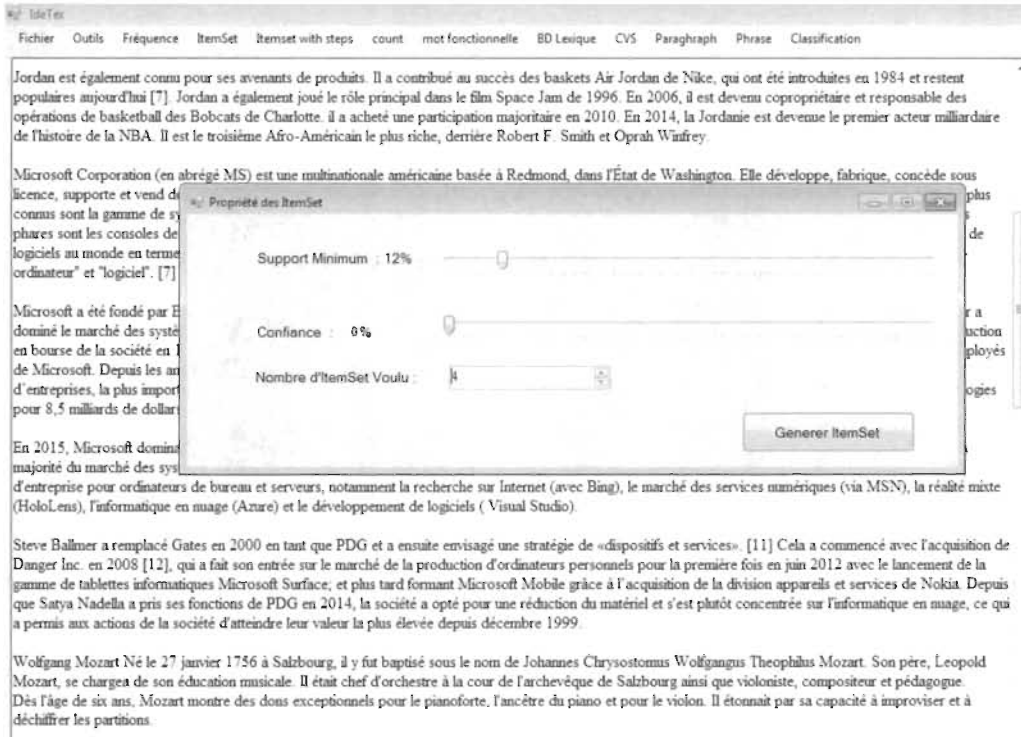 IdeTex
Fichier Outils Fréquence ItemSet Itemset with steps count mot fonctionnelle BD Lexique CVS Paraghraph Phrase Classification
Jordan est également connu pour ses avenants de produits. Il a contribué au succès des baskets Air Jordan de Nike, qui ont été introduites en 1984 et restent
populaires aujourd'hui [7]. Jordan a également joué le rôle principal dans le film Space Jam de 1996. En 2006, il est devenu copropriétaire et responsable des
opérations de basketball des Bobcats de Charlotte. il a acheté une participation majoritaire en 2010. En 2014, la Jordanie est devenue le premier acteur milliardaire
de l'histoire de la NBA. Il est le troisième Afro-Américain le plus riche, derrière Robert F. Smith et Oprah Winfrey.
Microsoft Corporation (en abrégé MS) est une multinationale américaine basée à Redmond, dans l'État de Washington. Elle développe, fabrique, concède sous
licence, supporte et vend de plus
connus sont la gamme de sy
phares sont les consoles de de
logiciels au monde en terme
ordinateur" et "logiciel". [7]
Propriété des ItemSet
Support Minimum : 12%
Confiance : 0%
Nombre d'ItemSet Voulu : 4
Generer ItemSet
Microsoft a été fondé par r a
dominé le marché des systè uction
en bourse de la société en ployés
de Microsoft. Depuis les an
d'entreprises, la plus import ogies
pour 8,5 milliards de dollar
En 2015, Microsoft domina
majorité du marché des sys
d'entreprise pour ordinateurs de bureau et serveurs, notamment la recherche sur Internet (avec Bing), le marché des services numériques (via MSN), la réalité mixte
(HoloLens), l'informatique en nuage (Azure) et le développement de logiciels ( Visual Studio).
Steve Ballmer a remplacé Gates en 2000 en tant que PDG et a ensuite envisagé une stratégie de «dispositifs et services». [11] Cela a commencé avec l'acquisition de
Danger Inc. en 2008 [12], qui a fait son entrée sur le marché de la production d'ordinateurs personnels pour la première fois en juin 2012 avec le lancement de la
gamme de tablettes informatiques Microsoft Surface; et plus tard formant Microsoft Mobile grâce à l'acquisition de la division appareils et services de Nokia. Depuis
que Satya Nadella a pris ses fonctions de PDG en 2014, la société a opté pour une réduction du matériel et s'est plutôt concentrée sur l'informatique en nuage, ce qui
a permis aux actions de la société d'atteindre leur valeur la plus élevée depuis décembre 1999.
Wolfgang Mozart Né le 27 janvier 1756 à Salzbourg, il y fut baptisé sous le nom de Johannes Chrysostomus Wolfgangus Theophilus Mozart. Son père, Leopold
Mozart, se chargea de son éducation musicale. Il était chef d'orchestre à la cour de l'archevêque de Salzbourg ainsi que violoniste, compositeur et pédagogue.
Dès l'âge de six ans, Mozart montre des dons exceptionnels pour le pianoforte, l'ancêtre du piano et pour le violon. Il étonnait par sa capacité à improviser et à
déchiffrer les partitions.